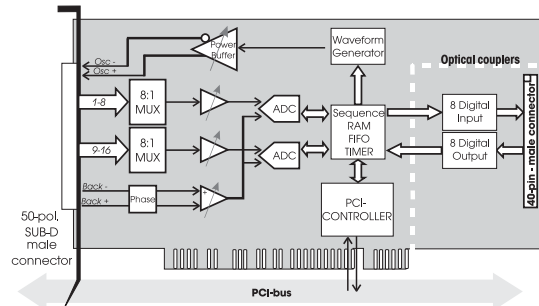 Osc -
Osc +
Power
Buffer
Waveform
Generator
Optical couplers
1-8
8:1
MUX
ADC
Sequence
RAM
FIFO
TIMER
8 Digital
Input
9-16
8:1
MUX
ADC
8 Digital
Output
40-pin - male connector
Back -
Back +
Phase
+
PCI-
CONTROLLER
50-pol.
SUB-D
male
connector
PCI-bus